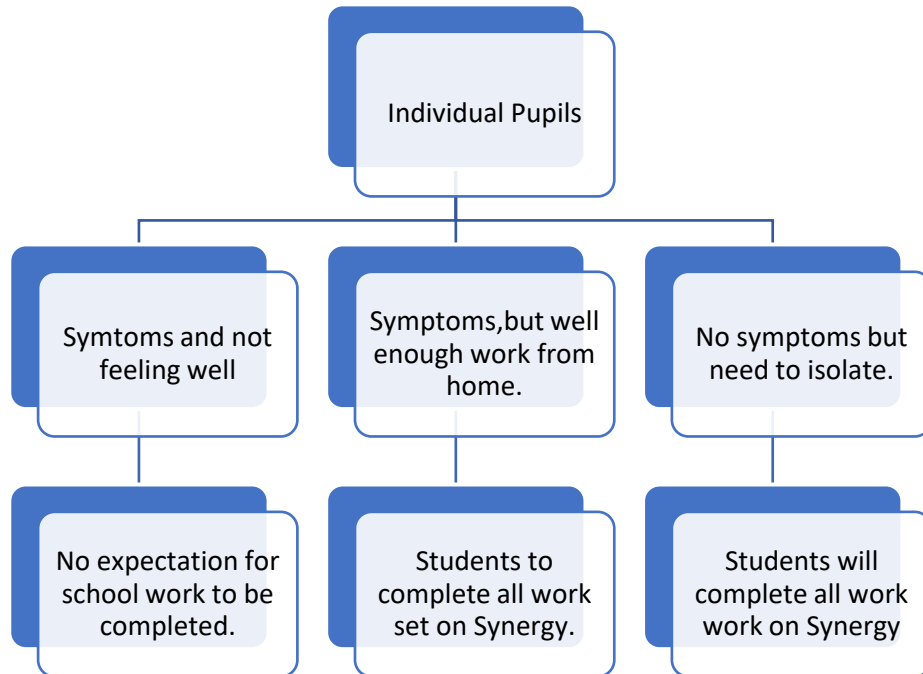 Individual Pupils
Symtoms and not
feeling well
Symptoms,but well
enough work from
home.
No symptoms but
need to isolate.
No expectation for
school work to be
completed.
Students to
complete all work
set on Synergy.
Students will
complete all work
work on Synergy